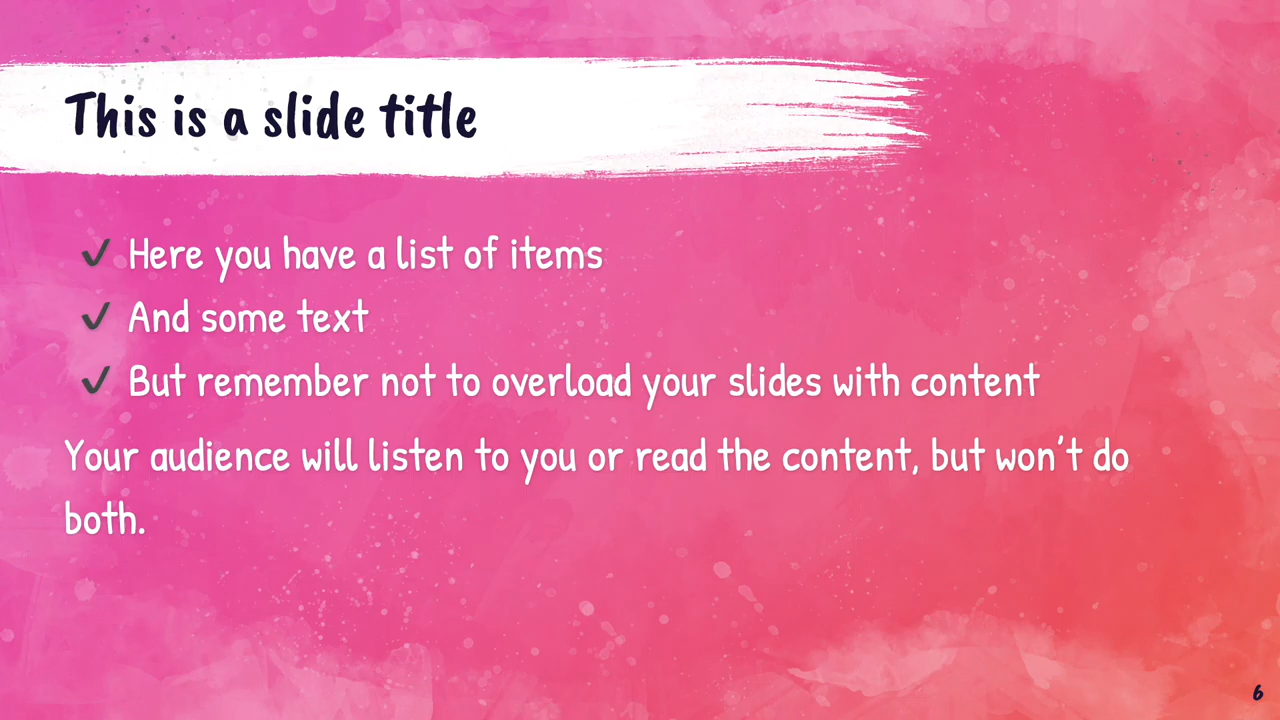 This is a slide title
✔ Here you have a list of items
✔ And some text
✔ But remember not to overload your slides with content
Your audience will listen to you or read the content, but won’t do
both.
6